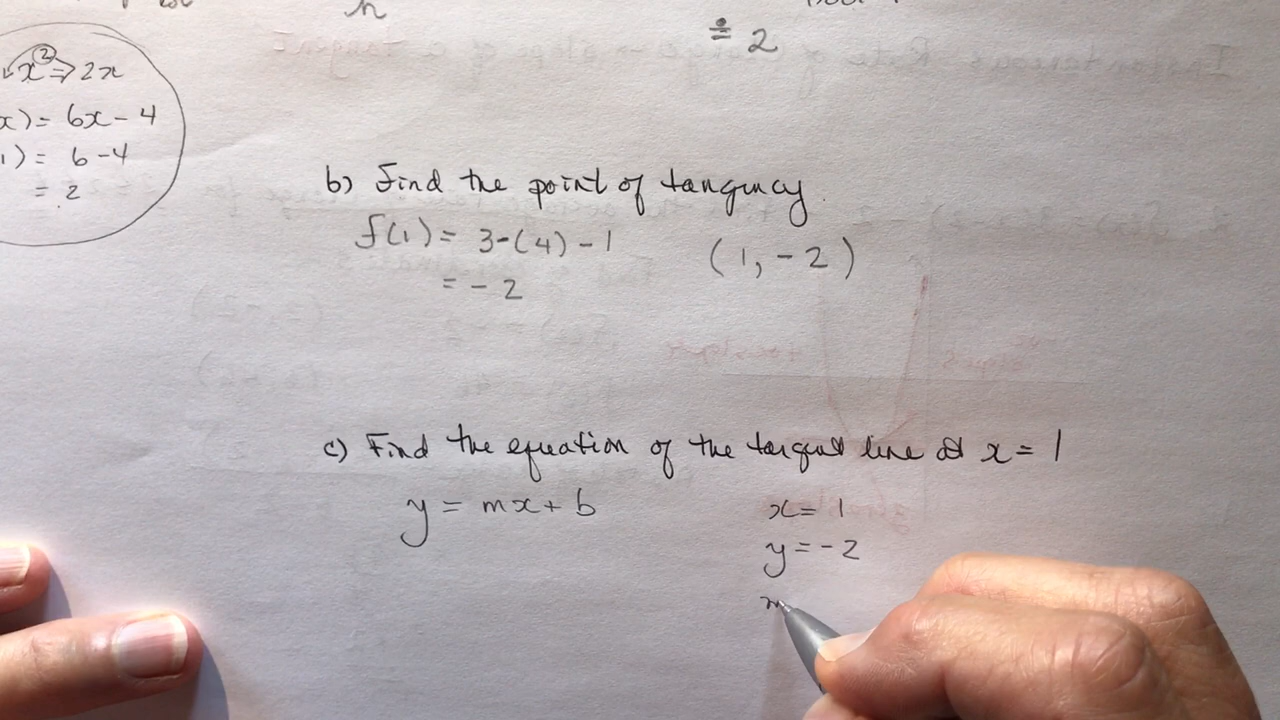 h
≑ 2
x² ⇒ 2x
x) = 6x - 4
1) = 6 - 4
= 2
b) Find the point of tangency.
f(1) = 3-(4) - 1 (1, -2)
= - 2
c) Find the equation of the tangent line at x = 1
y = mx + b
x = 1
y = - 2
m